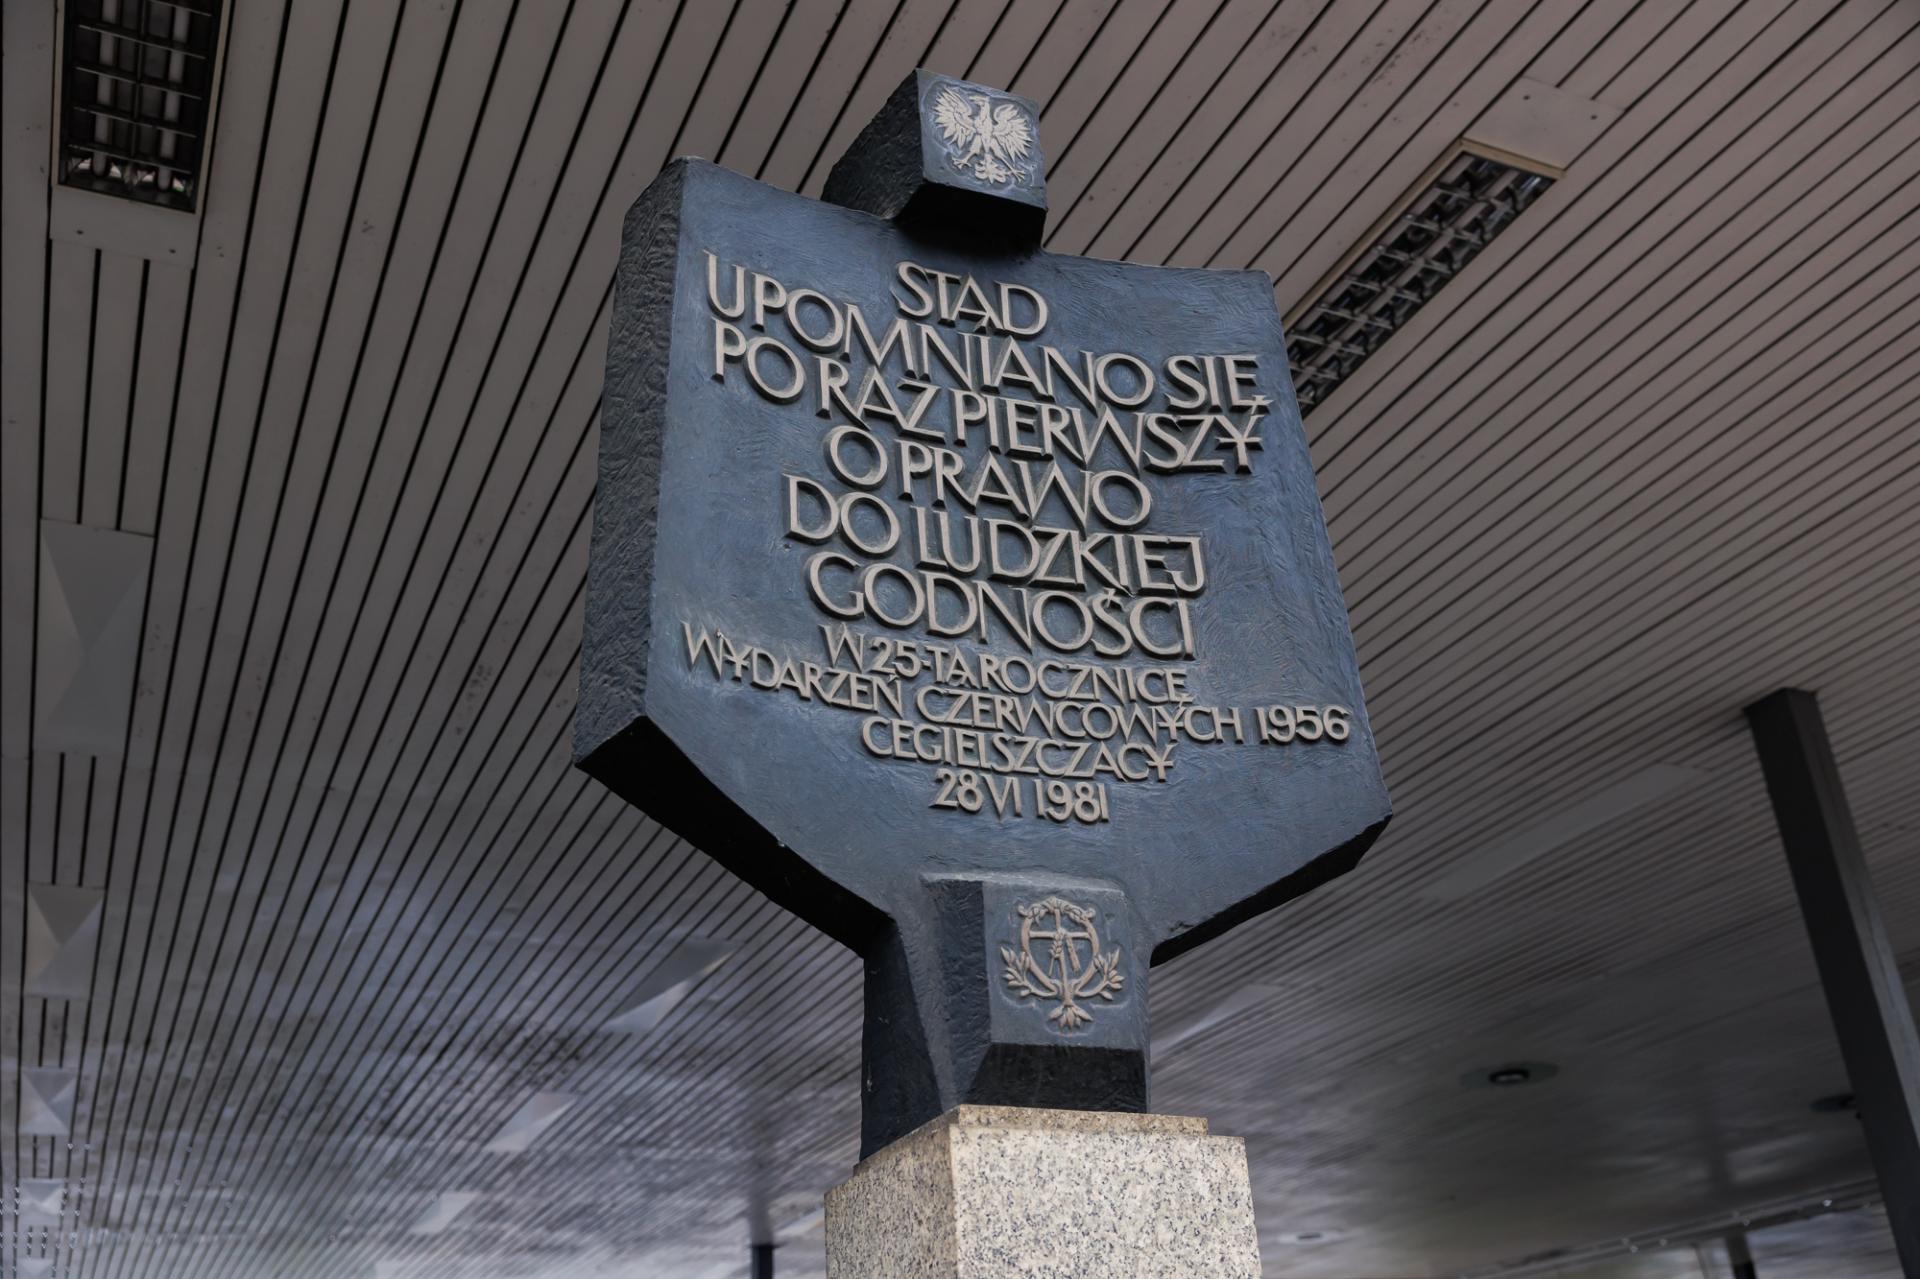 STĄD
UPOMNIANO SIĘ
PO RAZ PIERWSZY
O PRAWO
DO LUDZKIEJ
GODNOŚCI
W 25-TĄ ROCZNICĘ
WYDARZEŃ CZERWCOWYCH 1956
CEGIELSZCZACY
28 VI 1981